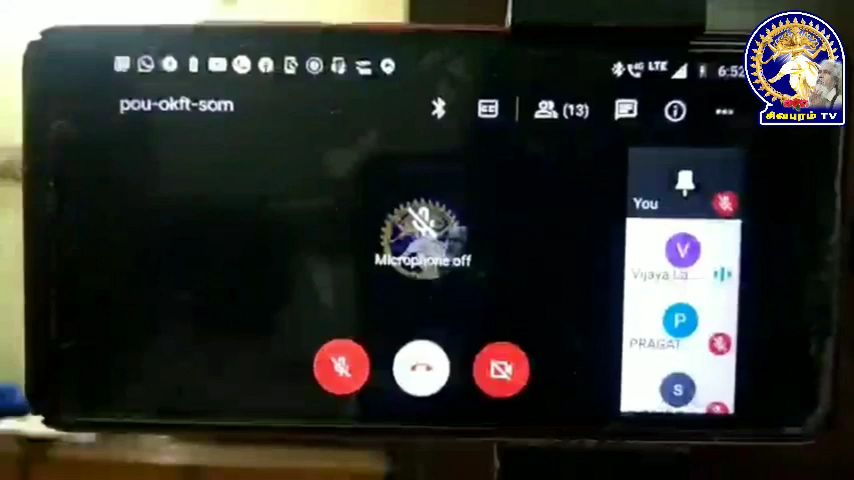 LTE
6:52
pou-okft-som
(13)
சிவபுரம் TV
Microphone off
You
V
Vijaya La...
P
PRAGAT
S